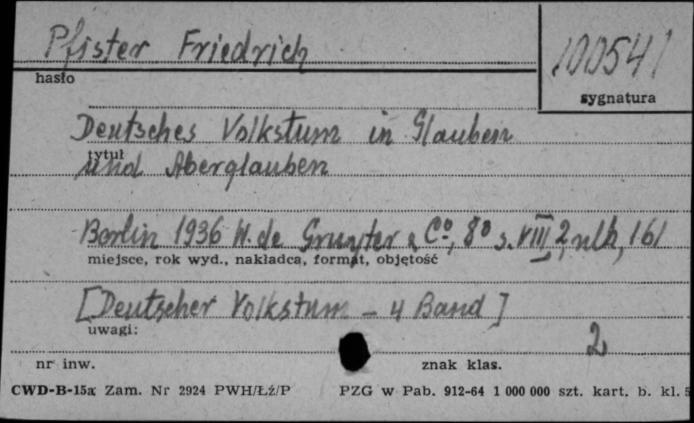 Pfister Friedrich
100541
hasło
sygnatura
Deutsches Volkstum in Glauben
tytuł
und Aberglauben
Berlin 1936 W. de Gruyter & Cº, 8º s. VIII, 2 nlb, 161
miejsce, rok wyd., nakładca, format, objętość
[Deutscher Volkstum – 4 Band]
uwagi:
2
nr inw.
znak klas.
CWD-B-15a Zam. Nr 2924 PWH/Łź/P
PZG w Pab. 912-64 1 000 000 szt. kart. b. kl. 5